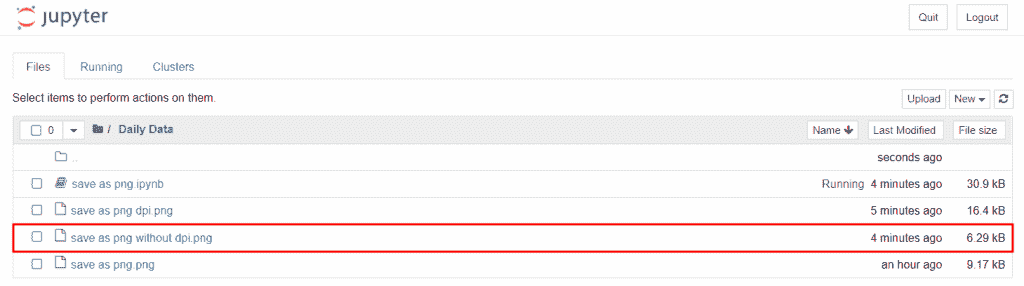 jupyter Quit Logout
Files Running Clusters
Select items to perform actions on them. Upload New
0 / Daily Data Name Last Modified File size
.. seconds ago
save as png.ipynb Running 4 minutes ago 30.9 kB
save as png dpi.png 5 minutes ago 16.4 kB
save as png without dpi.png 4 minutes ago 6.29 kB
save as png.png an hour ago 9.17 kB